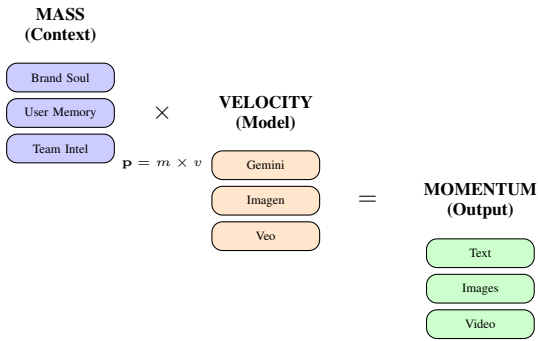 MASS
(Context)
Brand Soul
User Memory
Team Intel
×
p = m × v
VELOCITY
(Model)
Gemini
Imagen
Veo
=
MOMENTUM
(Output)
Text
Images
Video